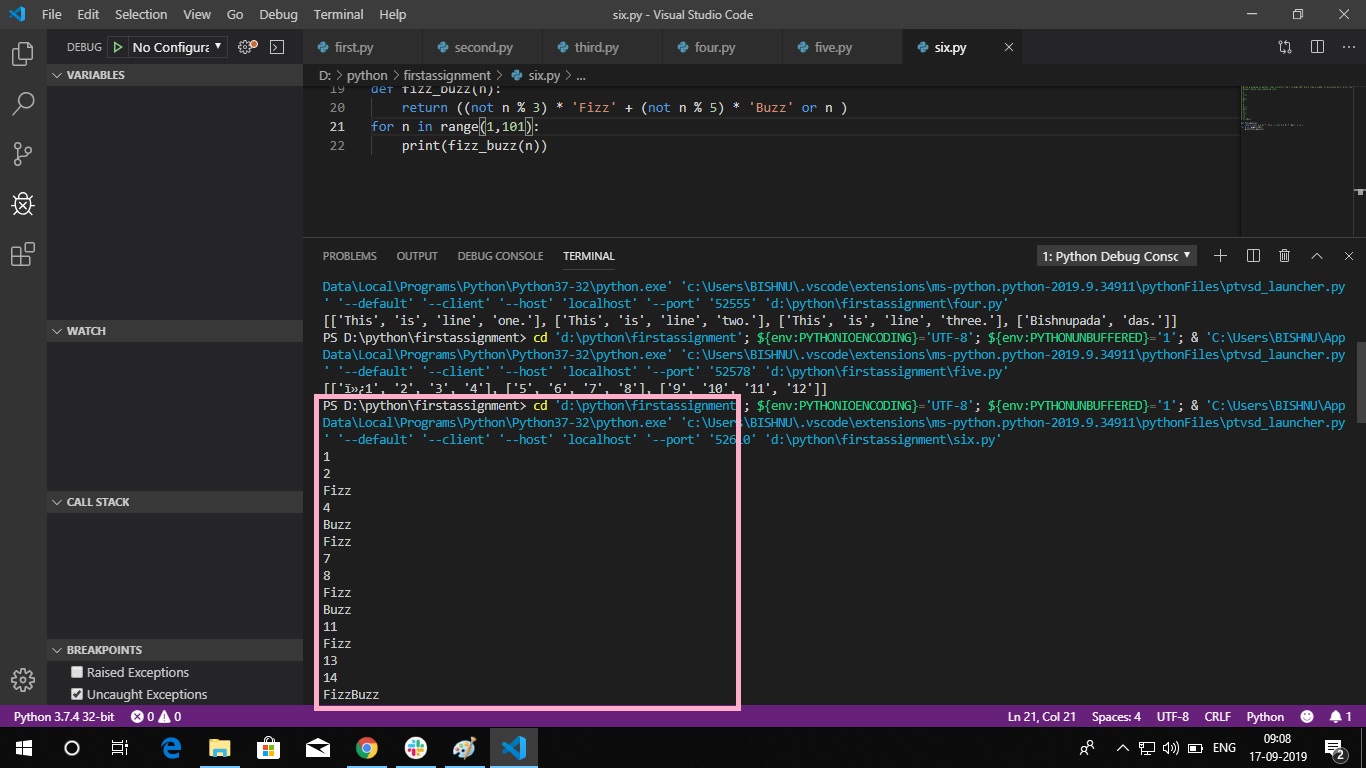 File Edit Selection View Go Debug Terminal Help
six.py - Visual Studio Code
DEBUG No Configura
first.py second.py third.py four.py five.py six.py
VARIABLES
D: > python > firstassignment > six.py > ...
19 def fizz_buzz(n):
20 return ((not n % 3) * 'Fizz' + (not n % 5) * 'Buzz' or n )
21 for n in range(1,101):
22 print(fizz_buzz(n))
PROBLEMS OUTPUT DEBUG CONSOLE TERMINAL
1: Python Debug Consc
Data\Local\Programs\Python\Python37-32\python.exe' 'c:\Users\BISHNU\.vscode\extensions\ms-python.python-2019.9.34911\pythonFiles\ptvsd_launcher.py
' '--default' '--client' '--host' 'localhost' '--port' '52555' 'd:\python\firstassignment\four.py'
[['This', 'is', 'line', 'one.'], ['This', 'is', 'line', 'two.'], ['This', 'is', 'line', 'three.'], ['Bishnupada', 'das.']]
PS D:\python\firstassignment> cd 'd:\python\firstassignment'; ${env:PYTHONIOENCODING}='UTF-8'; ${env:PYTHONUNBUFFERED}='1'; & 'C:\Users\BISHNU\App
Data\Local\Programs\Python\Python37-32\python.exe' 'c:\Users\BISHNU\.vscode\extensions\ms-python.python-2019.9.34911\pythonFiles\ptvsd_launcher.py
' '--default' '--client' '--host' 'localhost' '--port' '52578' 'd:\python\firstassignment\five.py'
[['ï»¿1', '2', '3', '4'], ['5', '6', '7', '8'], ['9', '10', '11', '12']]
PS D:\python\firstassignment> cd 'd:\python\firstassignment'; ${env:PYTHONIOENCODING}='UTF-8'; ${env:PYTHONUNBUFFERED}='1'; & 'C:\Users\BISHNU\App
Data\Local\Programs\Python\Python37-32\python.exe' 'c:\Users\BISHNU\.vscode\extensions\ms-python.python-2019.9.34911\pythonFiles\ptvsd_launcher.py
' '--default' '--client' '--host' 'localhost' '--port' '52610' 'd:\python\firstassignment\six.py'
1
2
Fizz
4
Buzz
Fizz
7
8
Fizz
Buzz
11
Fizz
13
14
FizzBuzz
WATCH
CALL STACK
BREAKPOINTS
Raised Exceptions
Uncaught Exceptions
Python 3.7.4 32-bit 0 0 Ln 21, Col 21 Spaces: 4 UTF-8 CRLF Python 1
ENG
09:08
17-09-2019
2